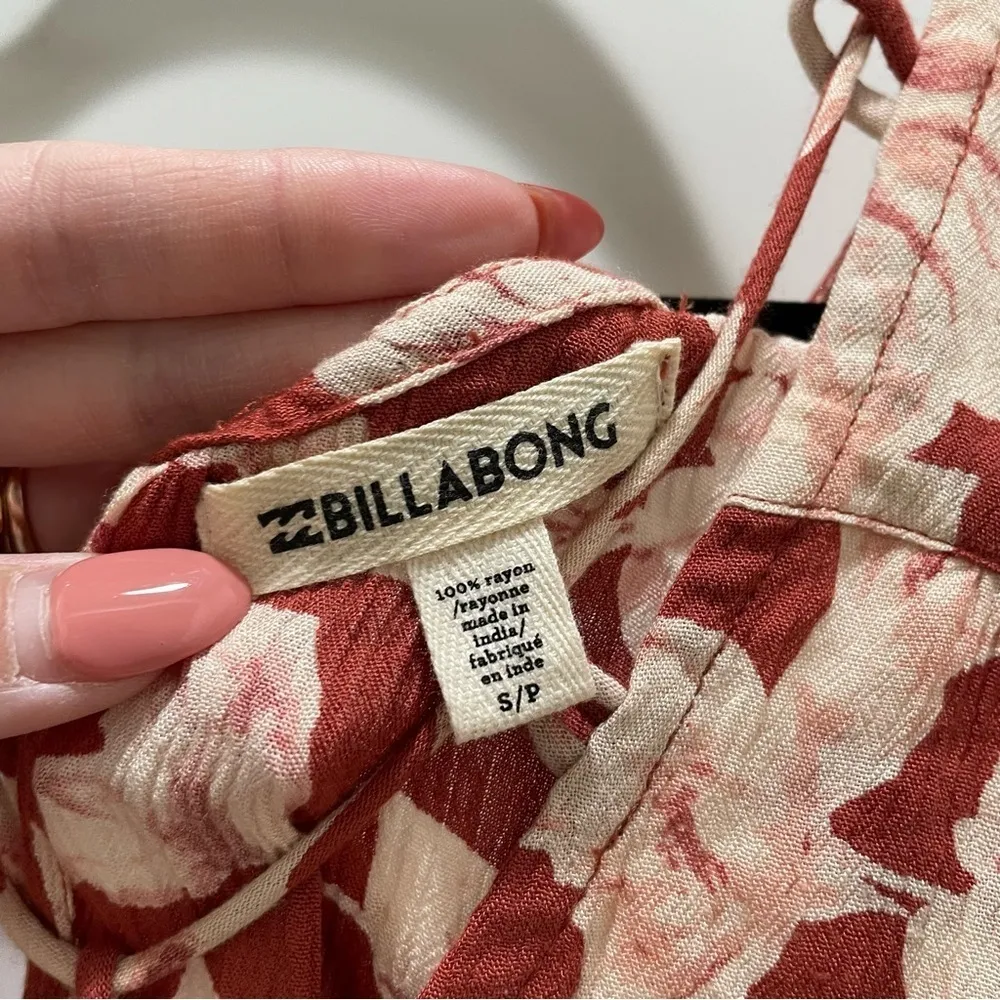 BILLABONG
100% rayon
/rayonne
made in
india/
fabriqué
en inde
S/P